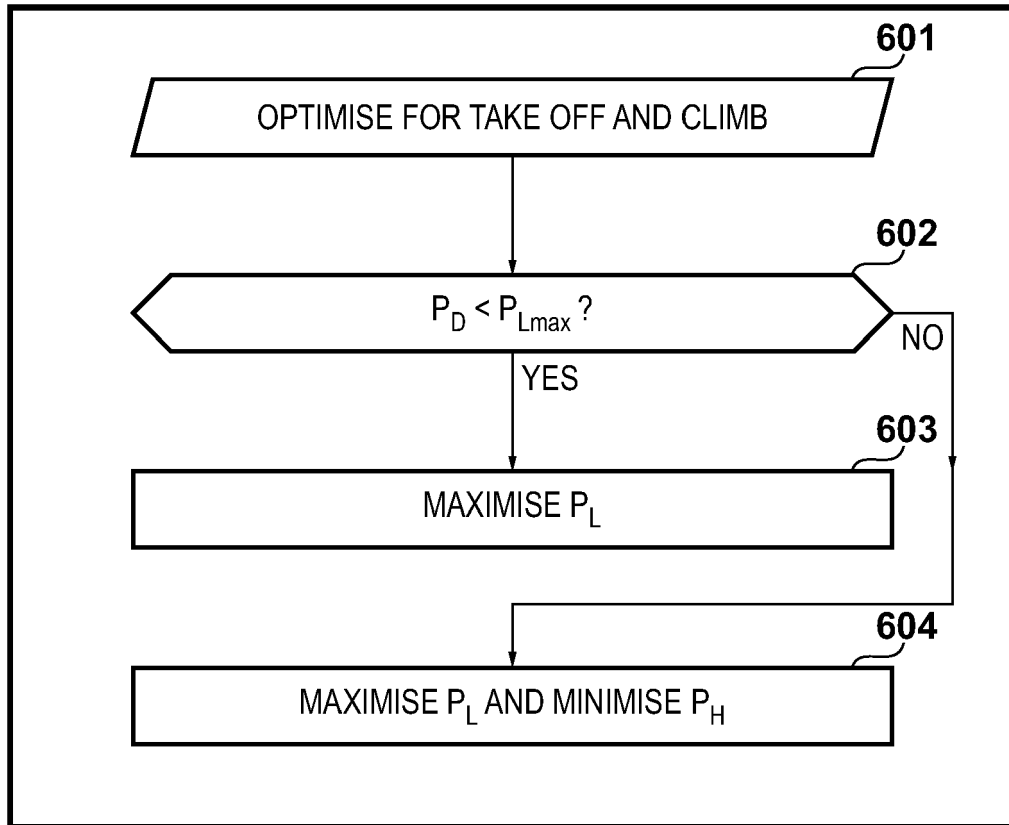 601
OPTIMISE FOR TAKE OFF AND CLIMB
602
P_D < P_Lmax ?
NO
YES
603
MAXIMISE P_L
604
MAXIMISE P_L AND MINIMISE P_H